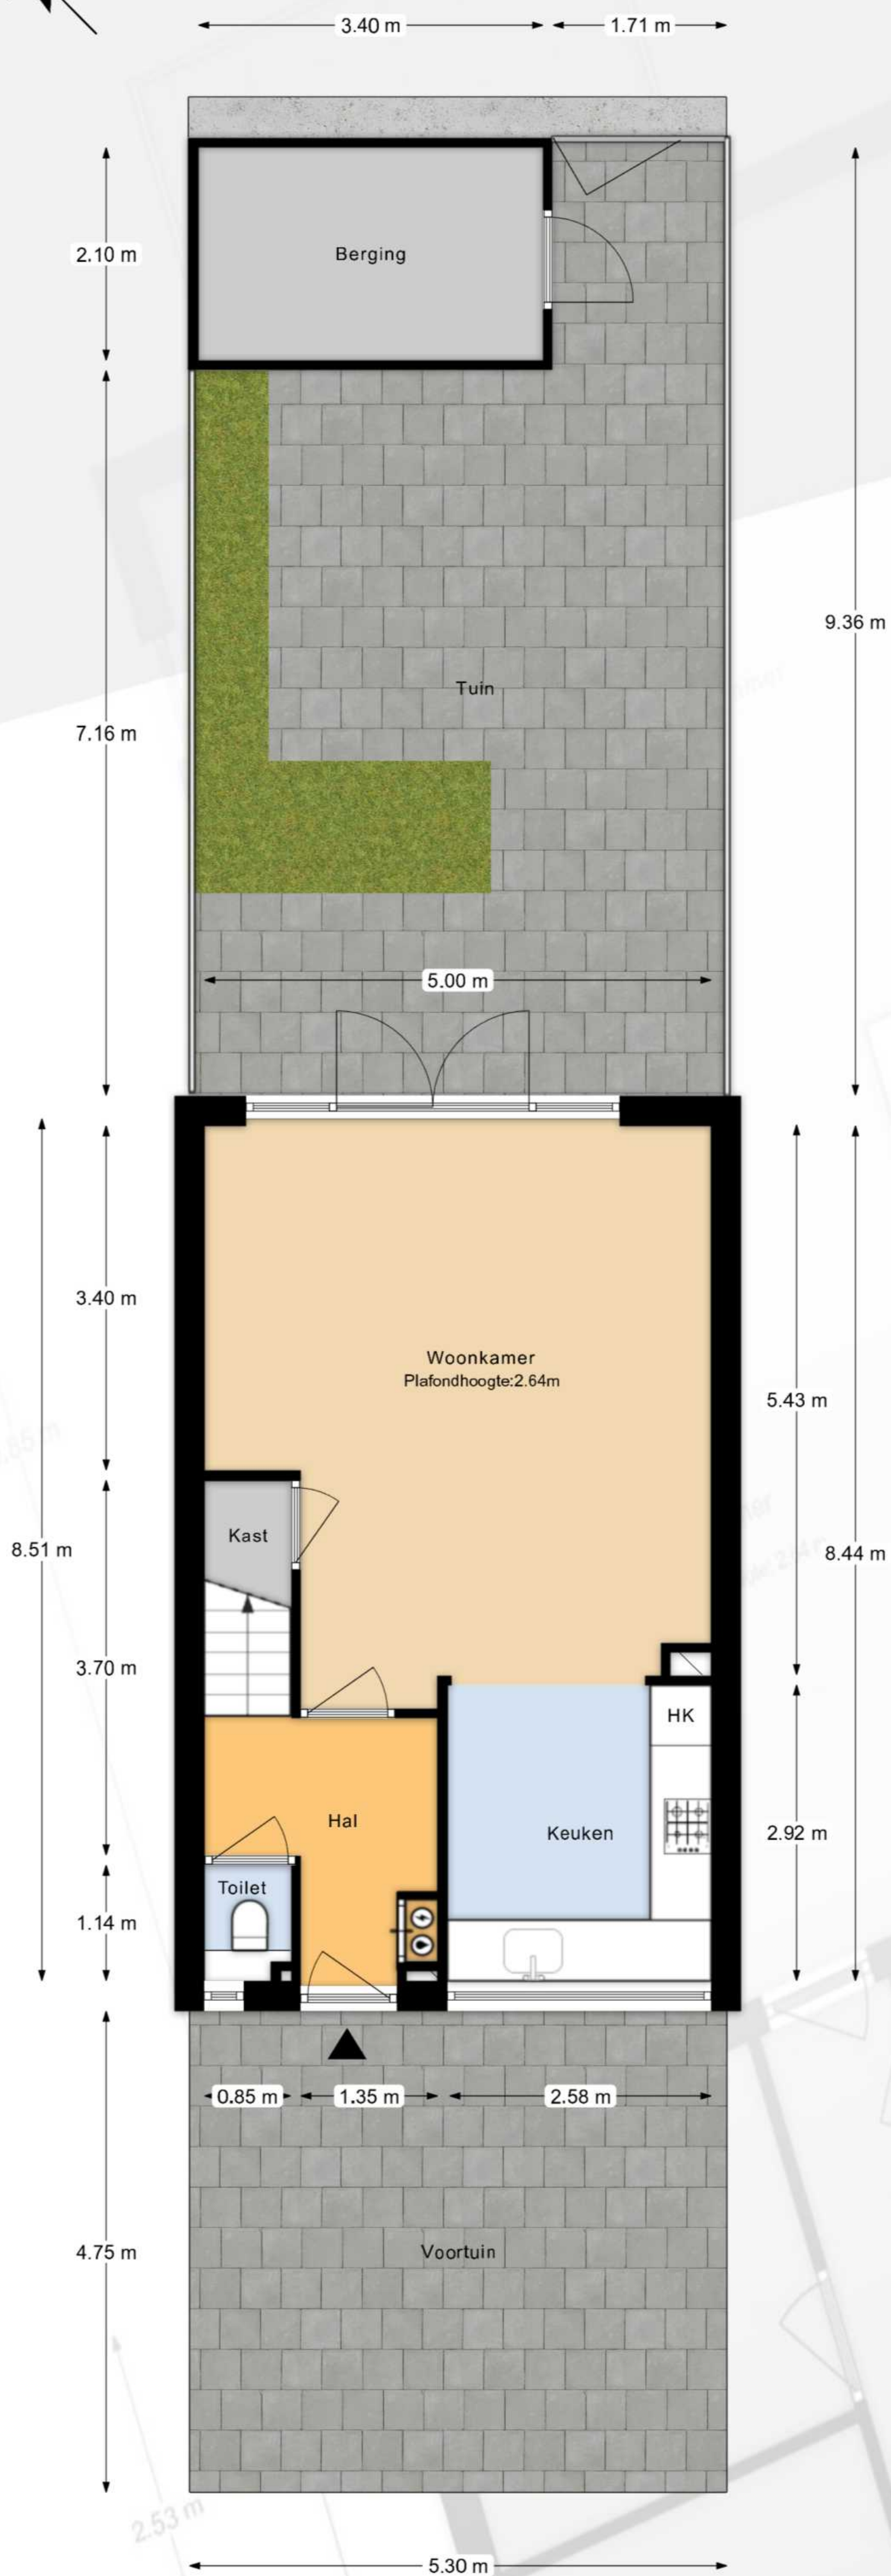 3.40 m
1.71 m
Berging
2.10 m
9.36 m
Tuin
7.16 m
5.00 m
3.40 m
Woonkamer
Plafondhoogte:2.64m
5.43 m
Kast
8.51 m
8.44 m
3.70 m
HK
Hal
Keuken
2.92 m
Toilet
1.14 m
0.85 m
1.35 m
2.58 m
4.75 m
Voortuin
2.53 m
5.30 m